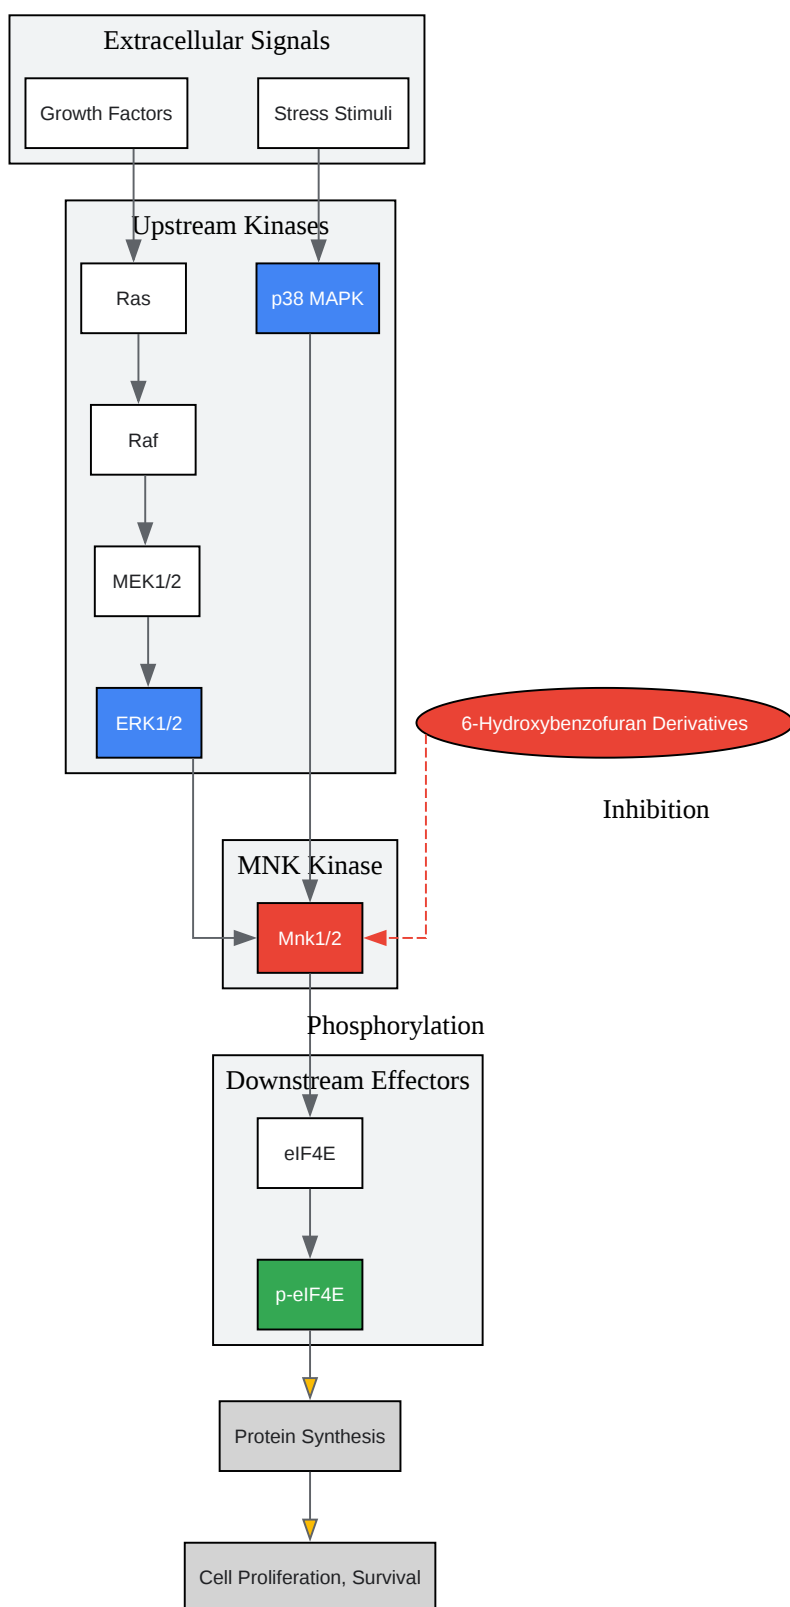 Extracellular Signals
Growth Factors
Stress Stimuli
Upstream Kinases
Ras
p38 MAPK
Raf
MEK1/2
ERK1/2
6-Hydroxybenzofuran Derivatives
Inhibition
MNK Kinase
Mnk1/2
Phosphorylation
Downstream Effectors
eIF4E
p-eIF4E
Protein Synthesis
Cell Proliferation, Survival